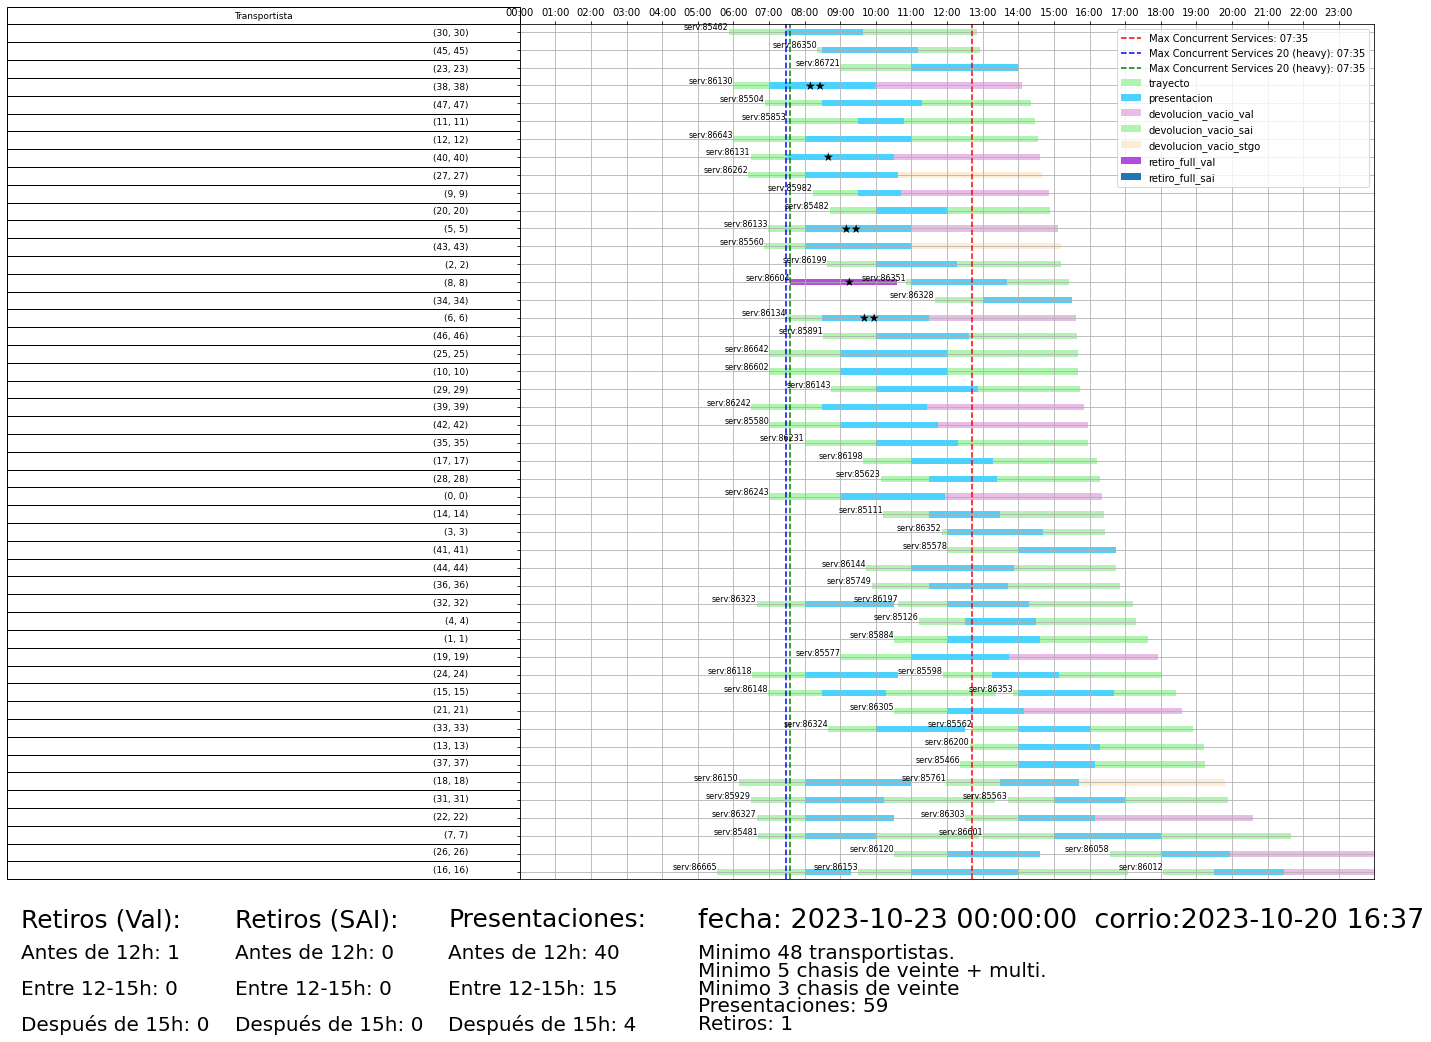 Transportista
00:00 01:00 02:00 03:00 04:00 05:00 06:00 07:00 08:00 09:00 10:00 11:00 12:00 13:00 14:00 15:00 16:00 17:00 18:00 19:00 20:00 21:00 22:00 23:00
Max Concurrent Services: 07:35
Max Concurrent Services 20 (heavy): 07:35
Max Concurrent Services 20 (heavy): 07:35
trayecto
presentacion
devolucion_vacio_val
devolucion_vacio_sai
devolucion_vacio_stgo
retiro_full_val
retiro_full_sai
(30, 30) serv:85462
(45, 45) serv:86350
(23, 23) serv:86721
(38, 38) serv:86130
(47, 47) serv:85504
(11, 11) serv:85853
(12, 12) serv:86643
(40, 40) serv:86131
(27, 27) serv:86262
(9, 9) serv:85982
(20, 20) serv:85482
(5, 5) serv:86133
(43, 43) serv:85560
(2, 2) serv:86199
(8, 8) serv:86604 serv:86351
(34, 34) serv:86328
(6, 6) serv:86134
(46, 46) serv:85891
(25, 25) serv:86642
(10, 10) serv:86602
(29, 29) serv:86143
(39, 39) serv:86242
(42, 42) serv:85580
(35, 35) serv:86231
(17, 17) serv:86198
(28, 28) serv:85623
(0, 0) serv:86243
(14, 14) serv:85111
(3, 3) serv:86352
(41, 41) serv:85578
(44, 44) serv:86144
(36, 36) serv:85749
(32, 32) serv:86323 serv:86197
(4, 4) serv:85126
(1, 1) serv:85884
(19, 19) serv:85577
(24, 24) serv:86118 serv:85598
(15, 15) serv:86148 serv:86353
(21, 21) serv:86305
(33, 33) serv:86324 serv:85562
(13, 13) serv:86200
(37, 37) serv:85466
(18, 18) serv:86150 serv:85761
(31, 31) serv:85929 serv:85563
(22, 22) serv:86327 serv:86303
(7, 7) serv:85481 serv:86601
(26, 26) serv:86120 serv:86058
(16, 16) serv:86665 serv:86153 serv:86012
Retiros (Val):
Antes de 12h: 1
Entre 12-15h: 0
Después de 15h: 0
Retiros (SAI):
Antes de 12h: 0
Entre 12-15h: 0
Después de 15h: 0
Presentaciones:
Antes de 12h: 40
Entre 12-15h: 15
Después de 15h: 4
fecha: 2023-10-23 00:00:00  corrio:2023-10-20 16:37
Minimo 48 transportistas.
Minimo 5 chasis de veinte + multi.
Minimo 3 chasis de veinte
Presentaciones: 59
Retiros: 1